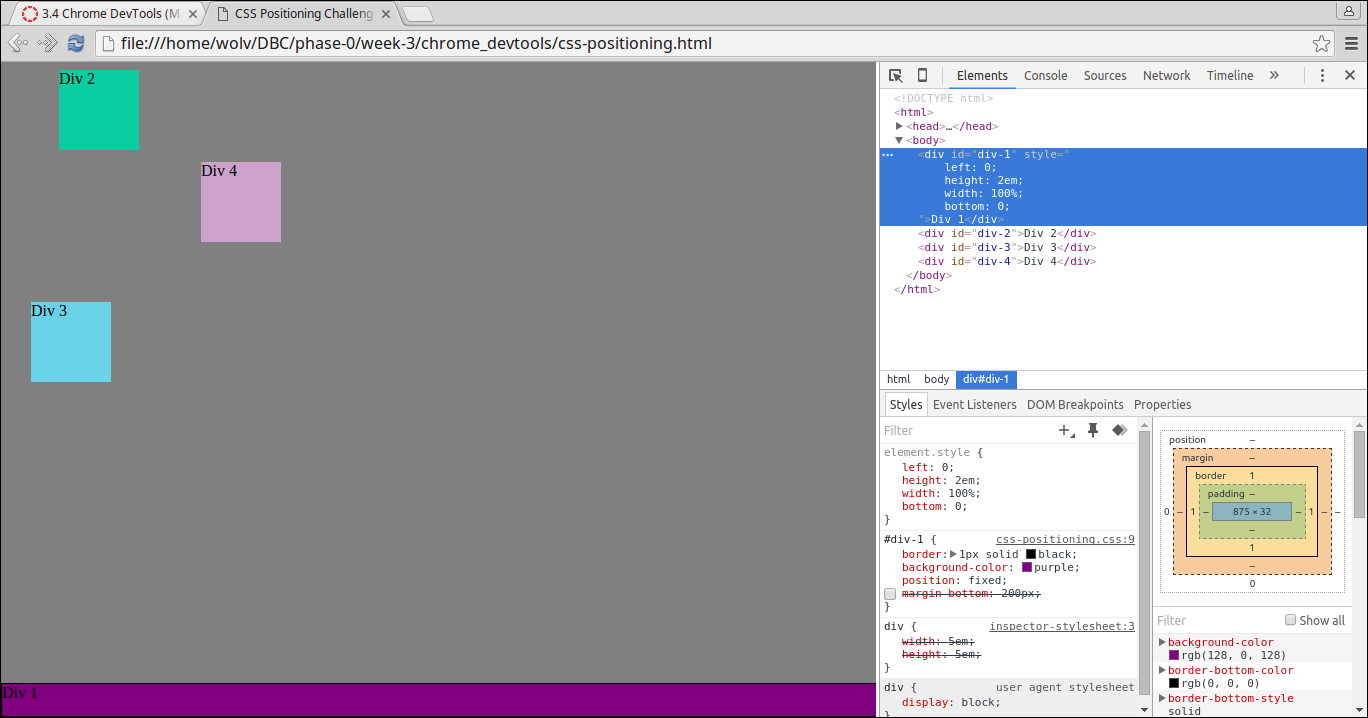 3.4 Chrome DevTools (M
CSS Positioning Challeng
file:///home/wolv/DBC/phase-0/week-3/chrome_devtools/css-positioning.html
Div 2
Div 4
Div 3
Div 1
Elements Console Sources Network Timeline »
<!DOCTYPE html>
<html>
<head>…</head>
<body>
<div id="div-1" style="
left: 0;
height: 2em;
width: 100%;
bottom: 0;
">Div 1</div>
<div id="div-2">Div 2</div>
<div id="div-3">Div 3</div>
<div id="div-4">Div 4</div>
</body>
</html>
html body div#div-1
Styles Event Listeners DOM Breakpoints Properties
Filter
element.style {
left: 0;
height: 2em;
width: 100%;
bottom: 0;
}
#div-1 { css-positioning.css:9
border: 1px solid black;
background-color: purple;
position: fixed;
margin-bottom: 200px;
}
div { inspector-stylesheet:3
width: 5em;
height: 5em;
}
div { user agent stylesheet
display: block;
}
position –
margin –
border 1
padding –
0 – 1 – 875 × 32 – 1 – –
–
1
–
0
Filter Show all
background-color
rgb(128, 0, 128)
border-bottom-color
rgb(0, 0, 0)
border-bottom-style
solid